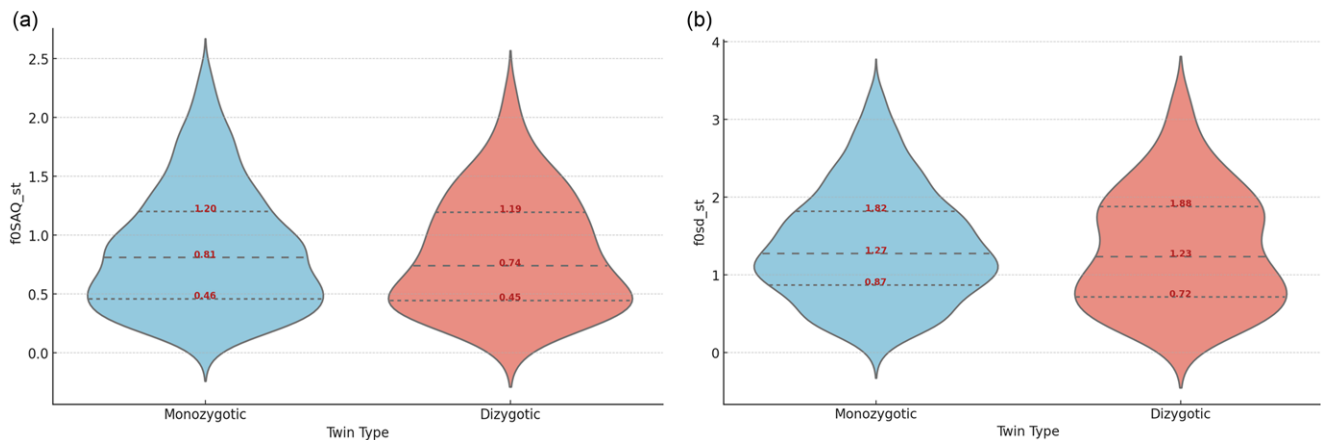 (a)
f0SAQ_st
2.5
2.0
1.5
1.0
0.5
0.0
1.20
0.81
0.46
1.19
0.74
0.45
Monozygotic
Dizygotic
Twin Type
(b)
f0sd_st
4
3
2
1
0
1.82
1.27
0.87
1.88
1.23
0.72
Monozygotic
Dizygotic
Twin Type